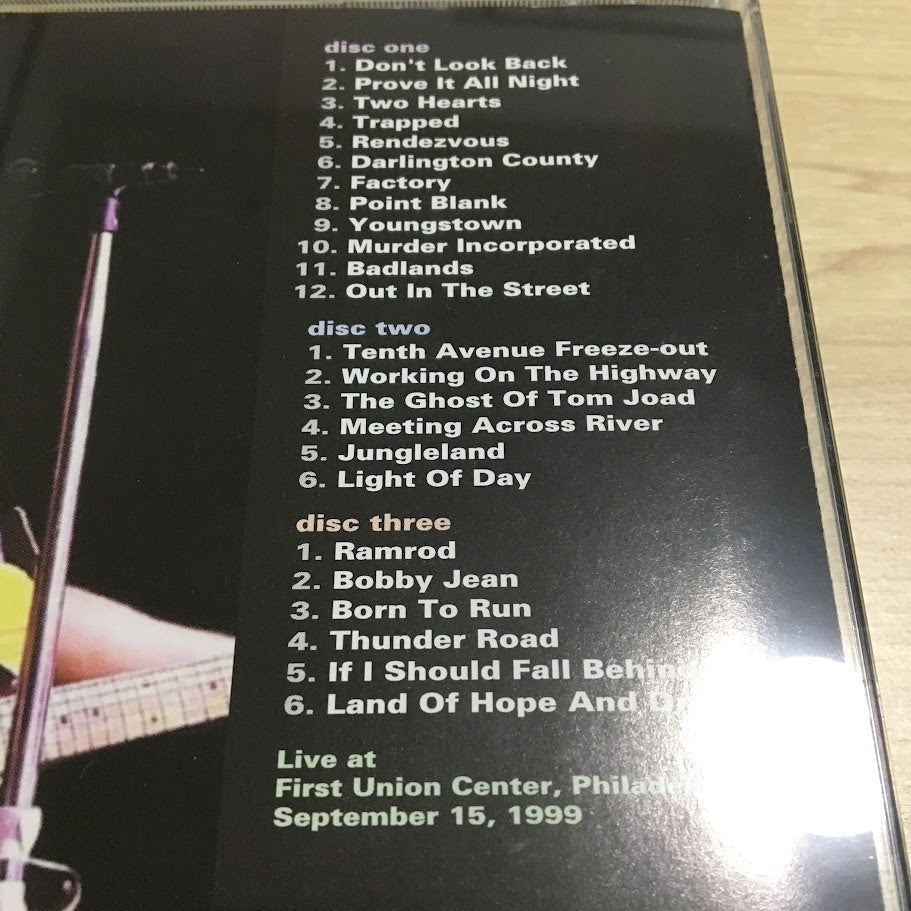 disc one
1. Don't Look Back
2. Prove It All Night
3. Two Hearts
4. Trapped
5. Rendezvous
6. Darlington County
7. Factory
8. Point Blank
9. Youngstown
10. Murder Incorporated
11. Badlands
12. Out In The Street
disc two
1. Tenth Avenue Freeze-out
2. Working On The Highway
3. The Ghost Of Tom Joad
4. Meeting Across River
5. Jungleland
6. Light Of Day
disc three
1. Ramrod
2. Bobby Jean
3. Born To Run
4. Thunder Road
5. If I Should Fall Behind
6. Land Of Hope And
Live at
First Union Center,
September 15, 1999